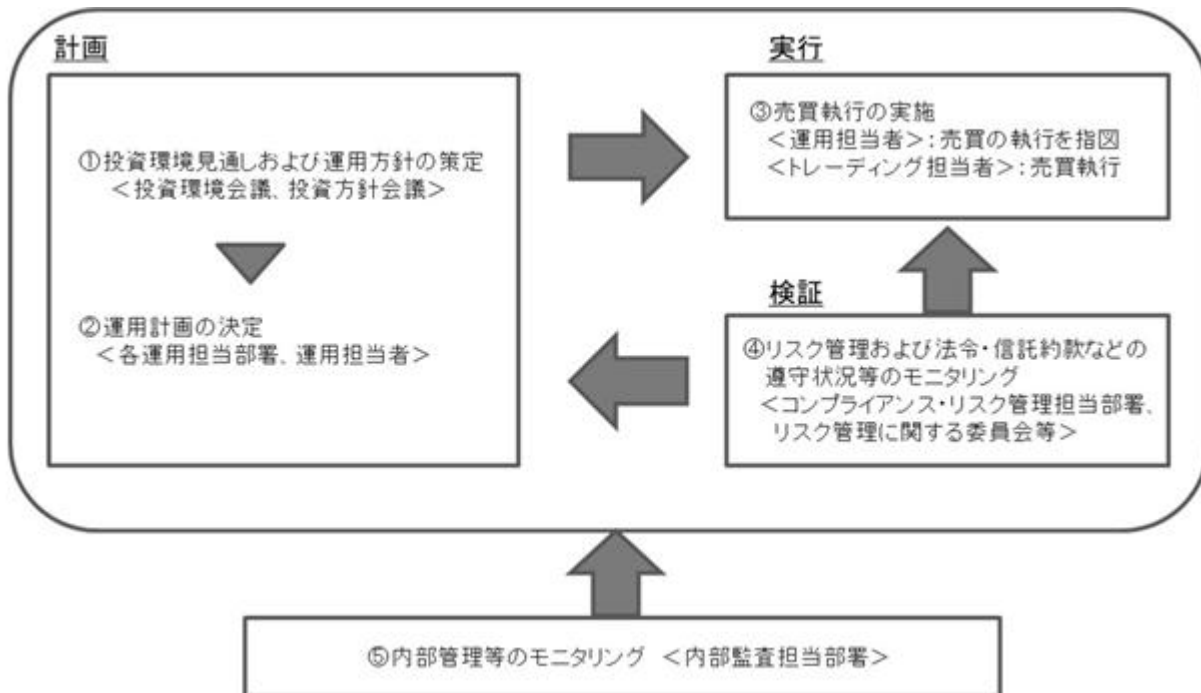 計画
①投資環境見通しおよび運用方針の策定
＜投資環境会議、投資方針会議＞
②運用計画の決定
＜各運用担当部署、運用担当者＞
実行
③売買執行の実施
＜運用担当者＞：売買の執行を指図
＜トレーディング担当者＞：売買執行
検証
④リスク管理および法令・信託約款などの
遵守状況等のモニタリング
＜コンプライアンス・リスク管理担当部署、
リスク管理に関する委員会等＞
⑤内部管理等のモニタリング ＜内部監査担当部署＞